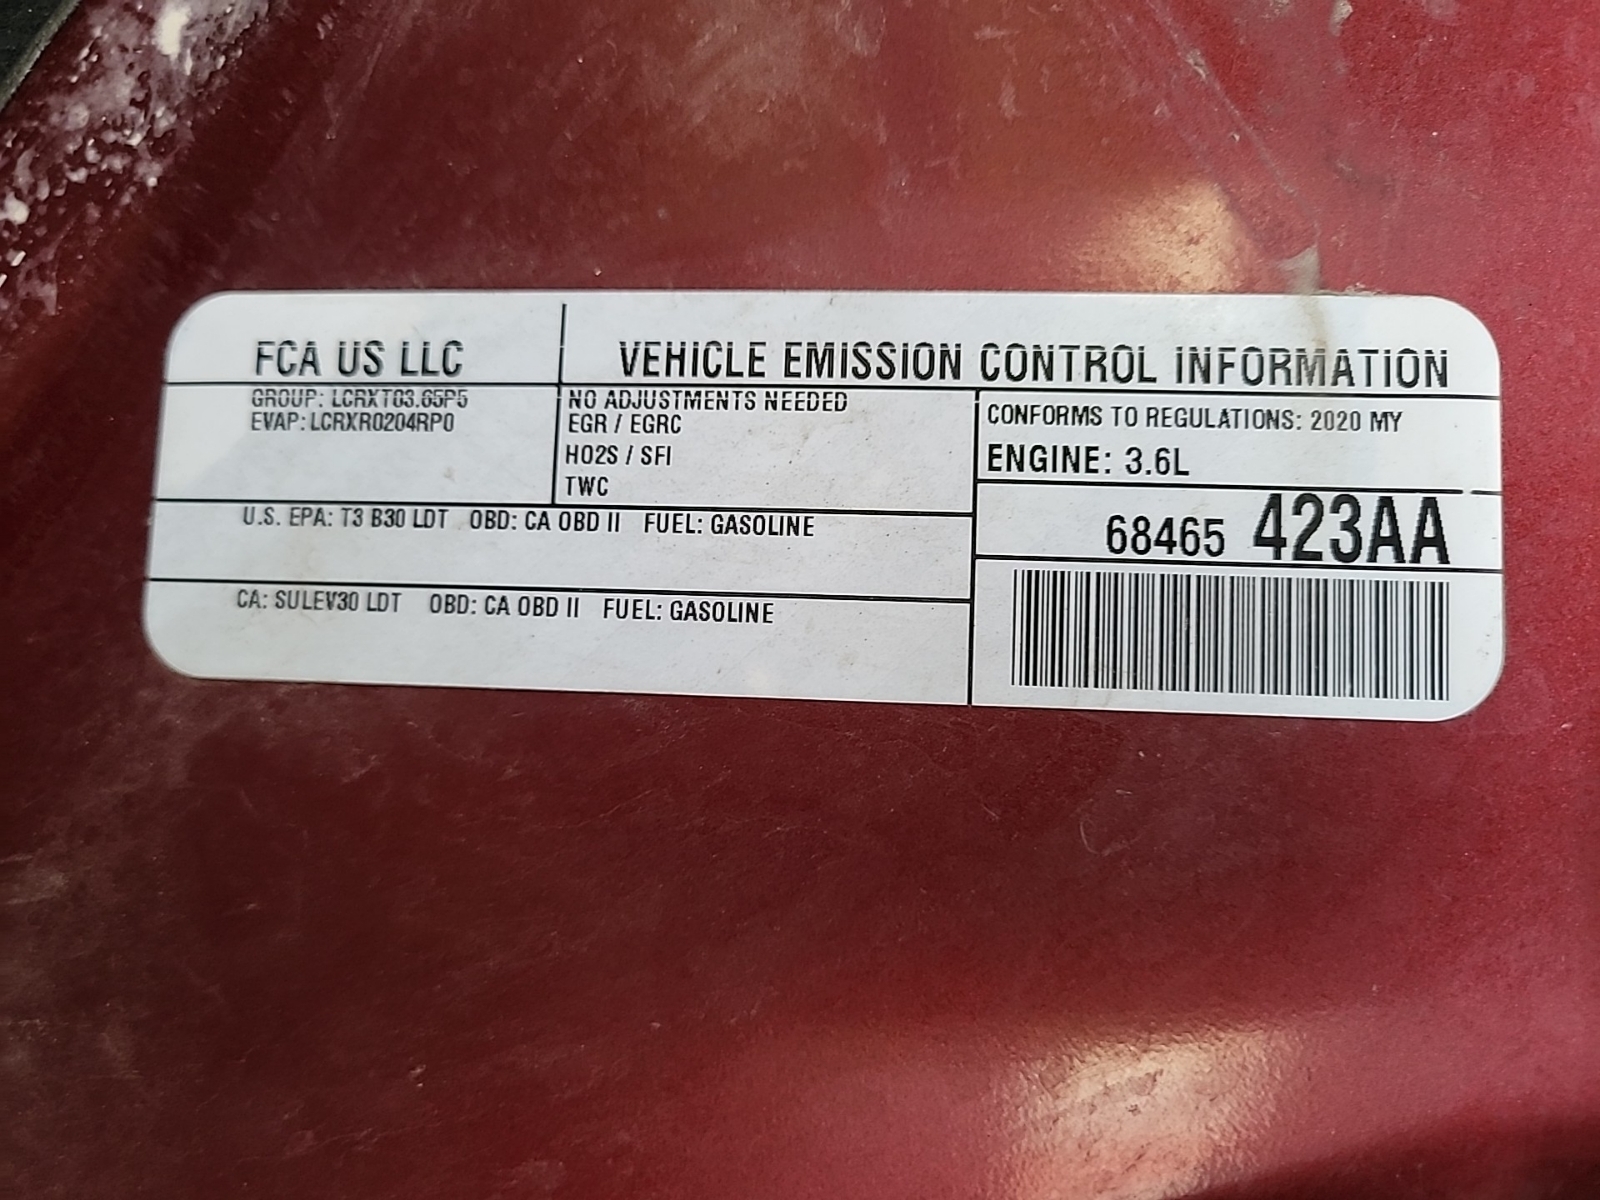 FCA US LLC
VEHICLE EMISSION CONTROL INFORMATION
GROUP: LCRXT03.65P5
EVAP: LCRXR0204RP0
NO ADJUSTMENTS NEEDED
EGR / EGRC
HO2S / SFI
TWC
CONFORMS TO REGULATIONS: 2020 MY
ENGINE: 3.6L
68465 423AA
U.S. EPA: T3 B30 LDT OBD: CA OBD II FUEL: GASOLINE
CA: SULEV30 LDT OBD: CA OBD II FUEL: GASOLINE